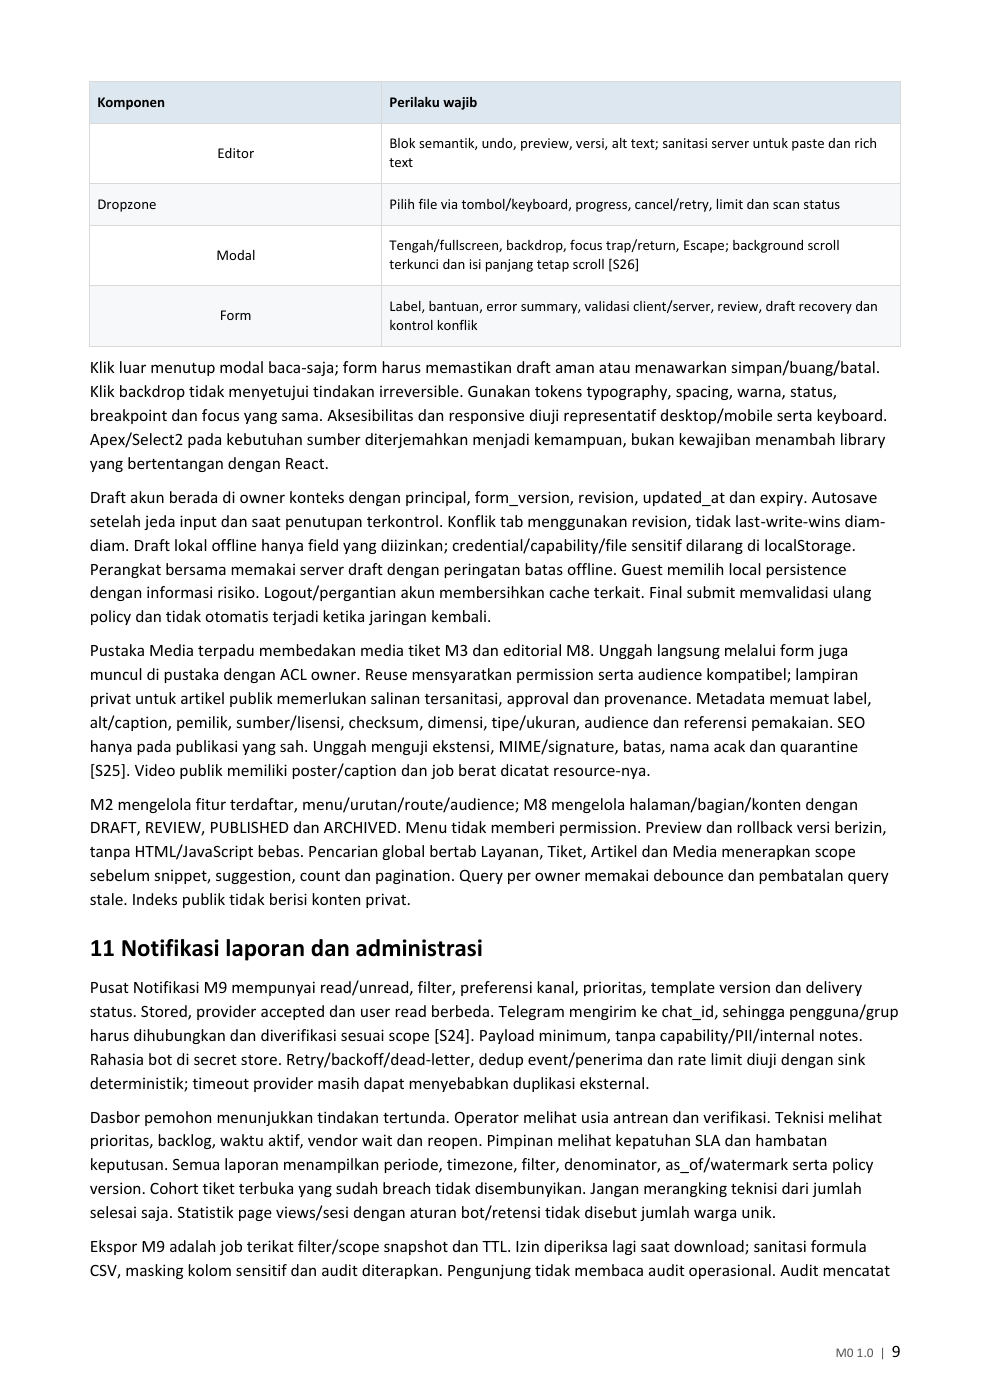 Komponen
Perilaku wajib
Editor
Blok semantik, undo, preview, versi, alt text; sanitasi server untuk paste dan rich
text
Dropzone
Pilih file via tombol/keyboard, progress, cancel/retry, limit dan scan status
Modal
Tengah/fullscreen, backdrop, focus trap/return, Escape; background scroll
terkunci dan isi panjang tetap scroll [S26]
Form
Label, bantuan, error summary, validasi client/server, review, draft recovery dan
kontrol konflik
Klik luar menutup modal baca-saja; form harus memastikan draft aman atau menawarkan simpan/buang/batal.
Klik backdrop tidak menyetujui tindakan irreversible. Gunakan tokens typography, spacing, warna, status,
breakpoint dan focus yang sama. Aksesibilitas dan responsive diuji representatif desktop/mobile serta keyboard.
Apex/Select2 pada kebutuhan sumber diterjemahkan menjadi kemampuan, bukan kewajiban menambah library
yang bertentangan dengan React.
Draft akun berada di owner konteks dengan principal, form_version, revision, updated_at dan expiry. Autosave
setelah jeda input dan saat penutupan terkontrol. Konflik tab menggunakan revision, tidak last-write-wins diam-
diam. Draft lokal offline hanya field yang diizinkan; credential/capability/file sensitif dilarang di localStorage.
Perangkat bersama memakai server draft dengan peringatan batas offline. Guest memilih local persistence
dengan informasi risiko. Logout/pergantian akun membersihkan cache terkait. Final submit memvalidasi ulang
policy dan tidak otomatis terjadi ketika jaringan kembali.
Pustaka Media terpadu membedakan media tiket M3 dan editorial M8. Unggah langsung melalui form juga
muncul di pustaka dengan ACL owner. Reuse mensyaratkan permission serta audience kompatibel; lampiran
privat untuk artikel publik memerlukan salinan tersanitasi, approval dan provenance. Metadata memuat label,
alt/caption, pemilik, sumber/lisensi, checksum, dimensi, tipe/ukuran, audience dan referensi pemakaian. SEO
hanya pada publikasi yang sah. Unggah menguji ekstensi, MIME/signature, batas, nama acak dan quarantine
[S25]. Video publik memiliki poster/caption dan job berat dicatat resource-nya.
M2 mengelola fitur terdaftar, menu/urutan/route/audience; M8 mengelola halaman/bagian/konten dengan
DRAFT, REVIEW, PUBLISHED dan ARCHIVED. Menu tidak memberi permission. Preview dan rollback versi berizin,
tanpa HTML/JavaScript bebas. Pencarian global bertab Layanan, Tiket, Artikel dan Media menerapkan scope
sebelum snippet, suggestion, count dan pagination. Query per owner memakai debounce dan pembatalan query
stale. Indeks publik tidak berisi konten privat.
11 Notifikasi laporan dan administrasi
Pusat Notifikasi M9 mempunyai read/unread, filter, preferensi kanal, prioritas, template version dan delivery
status. Stored, provider accepted dan user read berbeda. Telegram mengirim ke chat_id, sehingga pengguna/grup
harus dihubungkan dan diverifikasi sesuai scope [S24]. Payload minimum, tanpa capability/PII/internal notes.
Rahasia bot di secret store. Retry/backoff/dead-letter, dedup event/penerima dan rate limit diuji dengan sink
deterministik; timeout provider masih dapat menyebabkan duplikasi eksternal.
Dasbor pemohon menunjukkan tindakan tertunda. Operator melihat usia antrean dan verifikasi. Teknisi melihat
prioritas, backlog, waktu aktif, vendor wait dan reopen. Pimpinan melihat kepatuhan SLA dan hambatan
keputusan. Semua laporan menampilkan periode, timezone, filter, denominator, as_of/watermark serta policy
version. Cohort tiket terbuka yang sudah breach tidak disembunyikan. Jangan merangking teknisi dari jumlah
selesai saja. Statistik page views/sesi dengan aturan bot/retensi tidak disebut jumlah warga unik.
Ekspor M9 adalah job terikat filter/scope snapshot dan TTL. Izin diperiksa lagi saat download; sanitasi formula
CSV, masking kolom sensitif dan audit diterapkan. Pengunjung tidak membaca audit operasional. Audit mencatat
M0 1.0 | 9